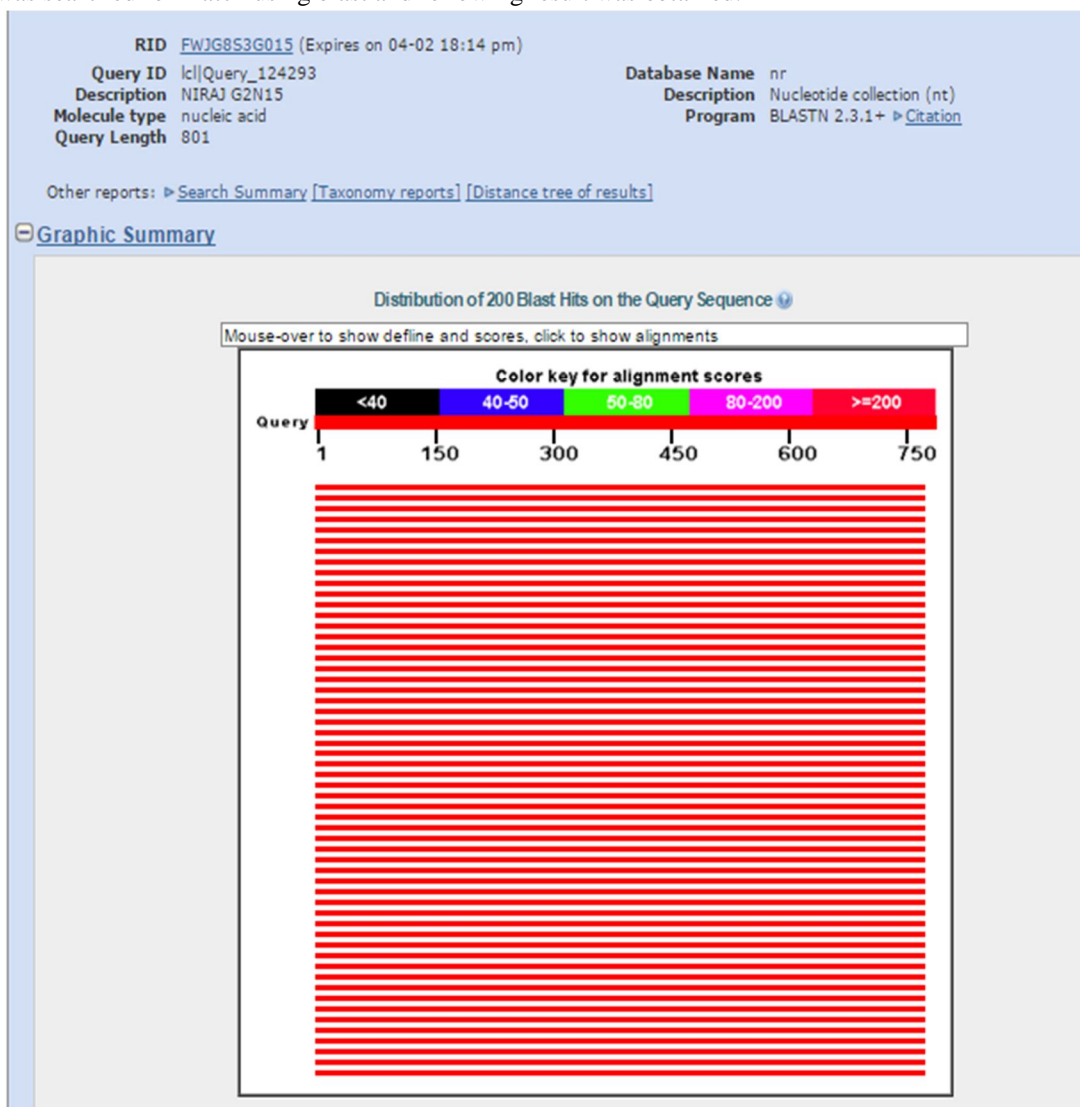 RID FWJG8S3G015 (Expires on 04-02 18:14 pm)
Query ID lcl|Query_124293
Description NIRAJ G2N15
Molecule type nucleic acid
Query Length 801
Database Name nr
Description Nucleotide collection (nt)
Program BLASTN 2.3.1+ Citation
Other reports: Search Summary [Taxonomy reports] [Distance tree of results]
Graphic Summary
Distribution of 200 Blast Hits on the Query Sequence
Mouse-over to show defline and scores, click to show alignments
Color key for alignment scores
<40 40-50 50-80 80-200 >=200
Query
1 150 300 450 600 750